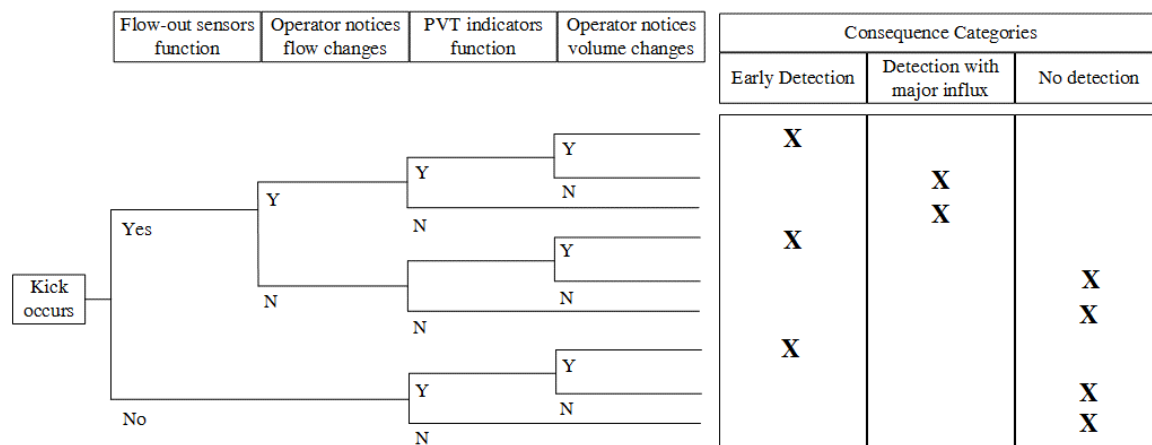 Flow-out sensors
function
Operator notices
flow changes
PVT indicators
function
Operator notices
volume changes
Consequence Categories
Early Detection
Detection with
major influx
No detection
X
Y
Y
X
N
Y
X
N
Yes
X
Y
X
Kick
occurs
N
N
X
N
X
Y
Y
X
N
No
X
N